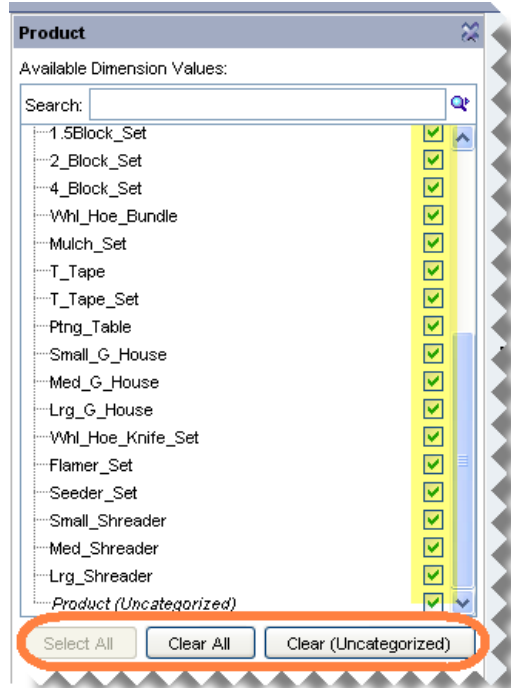 Product
Available Dimension Values:
Search:
1.5Block_Set
2_Block_Set
4_Block_Set
Whl_Hoe_Bundle
Mulch_Set
T_Tape
T_Tape_Set
Ptng_Table
Small_G_House
Med_G_House
Lrg_G_House
Whl_Hoe_Knife_Set
Flamer_Set
Seeder_Set
Small_Shreader
Med_Shreader
Lrg_Shreader
Product (Uncategorized)
Select All Clear All Clear (Uncategorized)